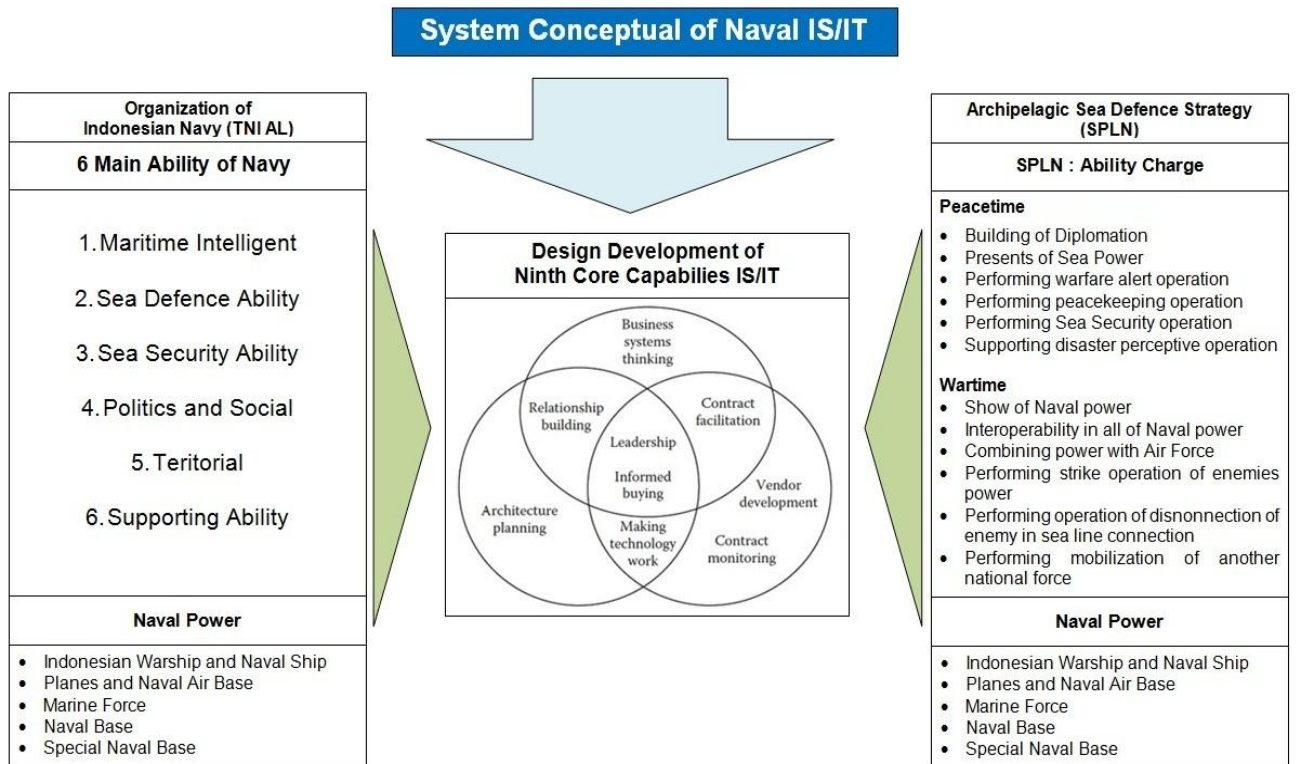 System Conceptual of Naval IS/IT
Organization of
Indonesian Navy (TNI AL)
6 Main Ability of Navy
1. Maritime Intelligent
2. Sea Defence Ability
3. Sea Security Ability
4. Politics and Social
5. Teritorial
6. Supporting Ability
Naval Power
• Indonesian Warship and Naval Ship
• Planes and Naval Air Base
• Marine Force
• Naval Base
• Special Naval Base
Design Development of
Ninth Core Capabilies IS/IT
Business
systems
thinking
Relationship
building
Contract
facilitation
Leadership
Informed
buying
Architecture
planning
Vendor
development
Making
technology
work
Contract
monitoring
Archipelagic Sea Defence Strategy
(SPLN)
SPLN : Ability Charge
Peacetime
• Building of Diplomation
• Presents of Sea Power
• Performing warfare alert operation
• Performing peacekeeping operation
• Performing Sea Security operation
• Supporting disaster perceptive operation
Wartime
• Show of Naval power
• Interoperability in all of Naval power
• Combining power with Air Force
• Performing strike operation of enemies
power
• Performing operation of disnonnection of
enemy in sea line connection
• Performing mobilization of another
national force
Naval Power
• Indonesian Warship and Naval Ship
• Planes and Naval Air Base
• Marine Force
• Naval Base
• Special Naval Base